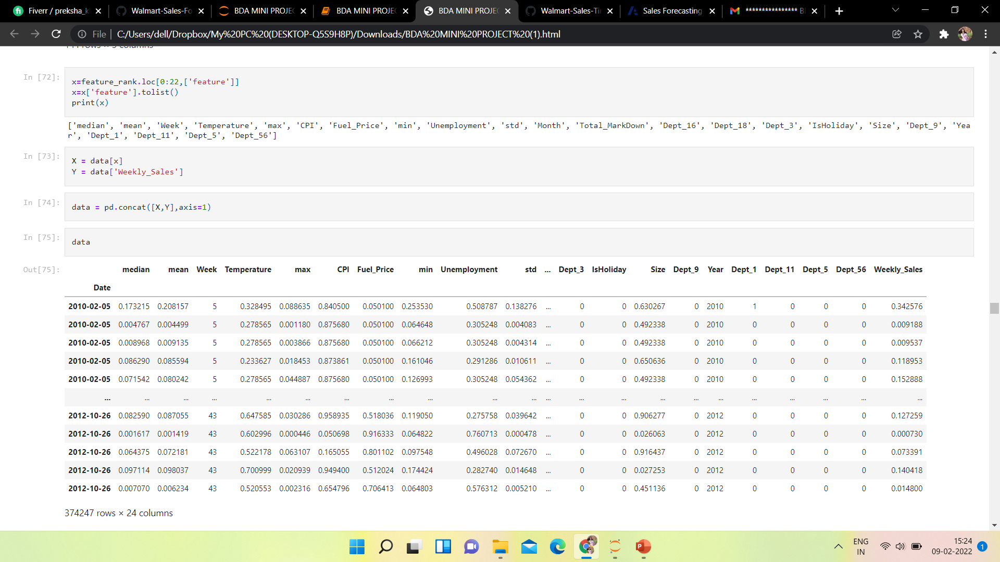 Fiverr / preksha_k
Walmart-Sales-Fo
BDA MINI PROJEC
BDA MINI PROJEC
BDA MINI PROJEC
Walmart-Sales-Tir
Sales Forecasting
**************** BI
File | C:/Users/dell/Dropbox/My%20PC%20(DESKTOP-Q5S9H8P)/Downloads/BDA%20MINI%20PROJECT%20(1).html
In [72]:
x=feature_rank.loc[0:22,['feature']]
x=x['feature'].tolist()
print(x)
['median', 'mean', 'Week', 'Temperature', 'max', 'CPI', 'Fuel_Price', 'min', 'Unemployment', 'std', 'Month', 'Total_MarkDown', 'Dept_16', 'Dept_18', 'Dept_3', 'IsHoliday', 'Size', 'Dept_9', 'Yea
r', 'Dept_1', 'Dept_11', 'Dept_5', 'Dept_56']
In [73]:
X = data[x]
Y = data['Weekly_Sales']
In [74]:
data = pd.concat([X,Y],axis=1)
In [75]:
data
Out[75]:
median mean Week Temperature max CPI Fuel_Price min Unemployment std ... Dept_3 IsHoliday Size Dept_9 Year Dept_1 Dept_11 Dept_5 Dept_56 Weekly_Sales
Date
2010-02-05 0.173215 0.208157 5 0.328495 0.088635 0.840500 0.050100 0.253530 0.508787 0.138276 ... 0 0 0.630267 0 2010 1 0 0 0 0.342576
2010-02-05 0.004767 0.004499 5 0.278565 0.001180 0.875680 0.050100 0.064648 0.305248 0.004083 ... 0 0 0.492338 0 2010 0 0 0 0 0.009188
2010-02-05 0.008968 0.009135 5 0.278565 0.003866 0.875680 0.050100 0.066212 0.305248 0.004314 ... 0 0 0.492338 0 2010 0 0 0 0 0.009537
2010-02-05 0.086290 0.085594 5 0.233627 0.018453 0.873861 0.050100 0.161046 0.291286 0.010611 ... 0 0 0.650636 0 2010 0 0 0 0 0.118953
2010-02-05 0.071542 0.080242 5 0.278565 0.044887 0.875680 0.050100 0.126993 0.305248 0.054362 ... 0 0 0.492338 0 2010 0 0 0 0 0.152888
... ... ... ... ... ... ... ... ... ... ... ... ... ... ... ... ... ... ... ... ... ...
2012-10-26 0.082590 0.087055 43 0.647585 0.030286 0.958935 0.518036 0.119050 0.275758 0.039642 ... 0 0 0.906277 0 2012 0 0 0 0 0.127259
2012-10-26 0.001617 0.001419 43 0.602996 0.000446 0.050698 0.916333 0.064822 0.760713 0.000478 ... 0 0 0.026063 0 2012 0 0 0 0 0.000730
2012-10-26 0.064375 0.072181 43 0.522178 0.063107 0.165055 0.801102 0.097548 0.496028 0.072670 ... 0 0 0.916437 0 2012 0 0 0 0 0.073391
2012-10-26 0.097114 0.098037 43 0.700999 0.020939 0.949400 0.512024 0.174424 0.282740 0.014648 ... 0 0 0.027253 0 2012 0 0 0 0 0.140418
2012-10-26 0.007070 0.006234 43 0.520553 0.002316 0.654796 0.706413 0.064803 0.576312 0.005210 ... 0 0 0.451136 0 2012 0 0 0 0 0.014800
374247 rows × 24 columns
ENG
IN
15:24
09-02-2022
1